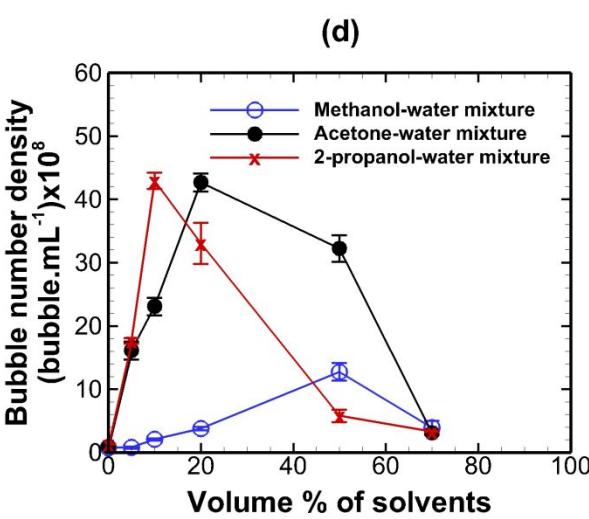 (d)
Bubble number density
(bubble.mL⁻¹)x10⁸
60
50
40
30
20
10
0
Methanol-water mixture
Acetone-water mixture
2-propanol-water mixture
0 20 40 60 80 100
Volume % of solvents